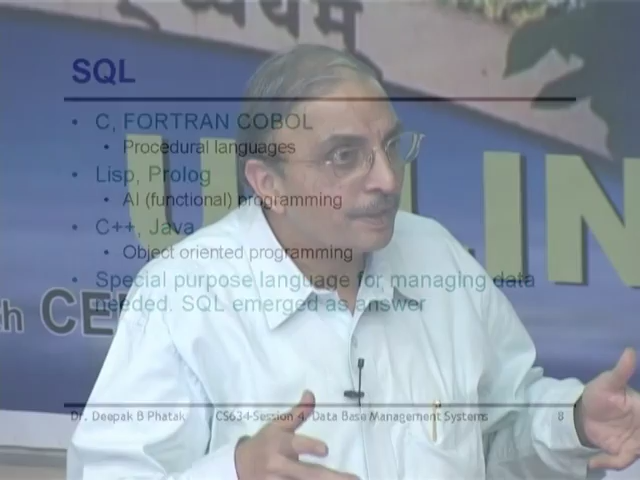 SQL
• C, FORTRAN COBOL
• Procedural languages
• Lisp, Prolog
• AI (functional) programming
• C++, Java
• Object oriented programming
• Special purpose language for managing data
needed. SQL emerged as answer
Dr. Deepak B Phatak CS634-Session 4, Data Base Management Systems 8